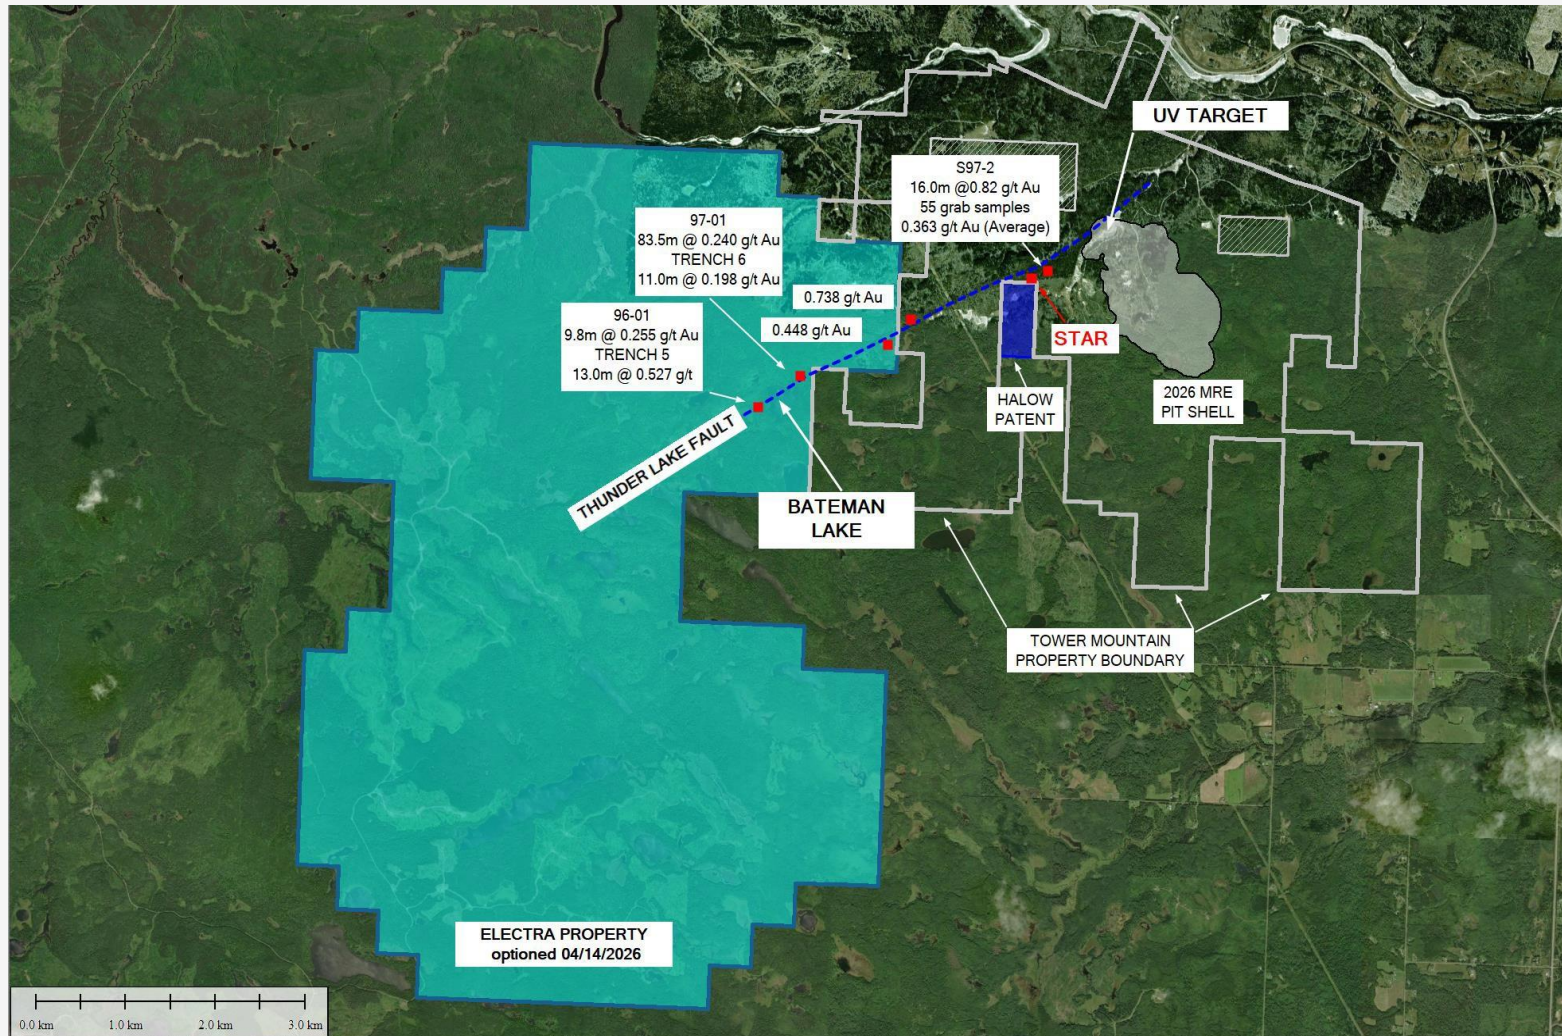 UV TARGET
S97-2
16.0m @0.82 g/t Au
55 grab samples
0.363 g/t Au (Average)
97-01
83.5m @ 0.240 g/t Au
TRENCH 6
11.0m @ 0.198 g/t Au
0.738 g/t Au
0.448 g/t Au
96-01
9.8m @ 0.255 g/t Au
TRENCH 5
13.0m @ 0.527 g/t
STAR
HALOW
PATENT
2026 MRE
PIT SHELL
THUNDER LAKE FAULT
BATEMAN
LAKE
TOWER MOUNTAIN
PROPERTY BOUNDARY
ELECTRA PROPERTY
optioned 04/14/2026
0.0 km
1.0 km
2.0 km
3.0 km